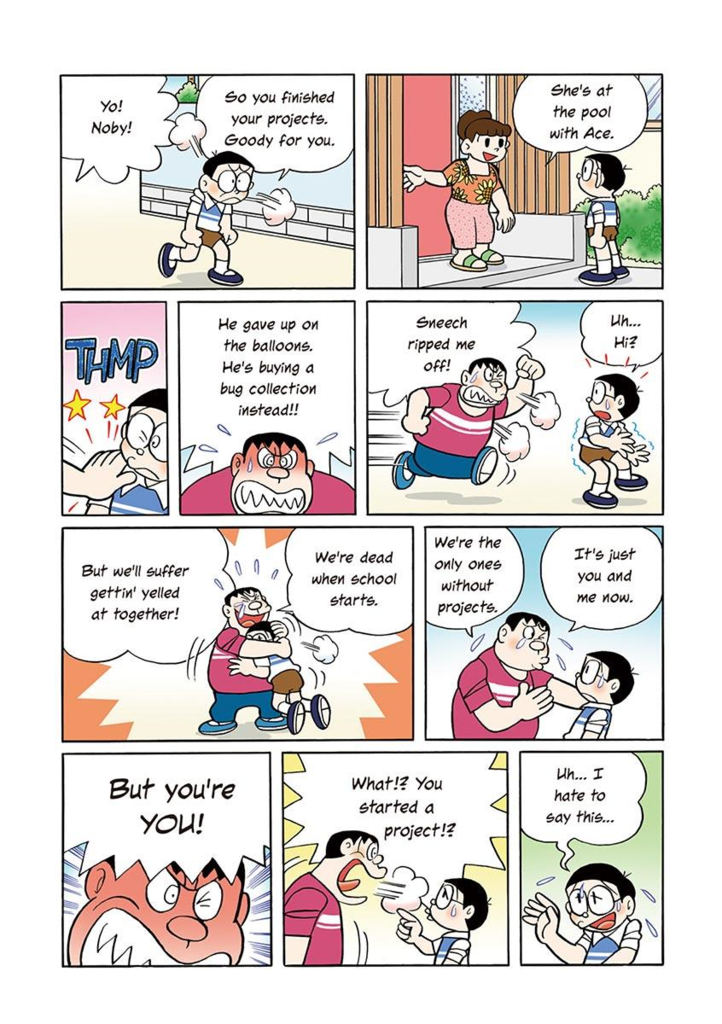 She's at
the pool
with Ace.
So you finished
your projects.
Goody for you.
Yo!
Noby!
Uh...
Hi?
Sneech
ripped me
off!
He gave up on
the balloons.
He's buying a
bug collection
instead!!
THMP
It's just
you and
me now.
We're the
only ones
without
projects.
We're dead
when school
starts.
But we'll suffer
gettin' yelled
at together!
Uh... I
hate to
say this...
What!? You
started a
project!?
But you're
YOU!